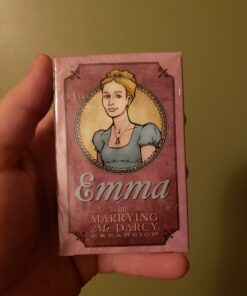 Emma
THE
MARRYING
Mr. DARCY
EXPANSION